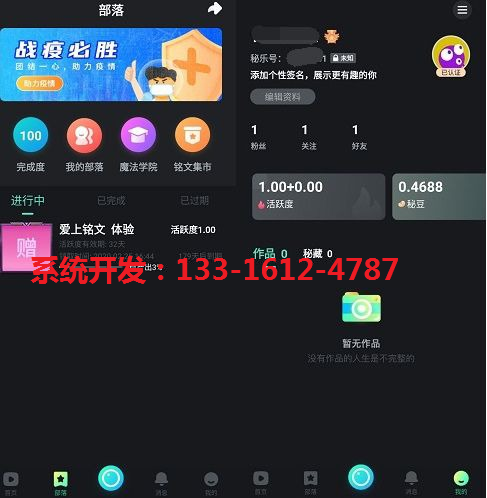 部落
战疫必胜
团结一心，助力疫情
助力疫情
100
完成度
我的部落
魔法学院
铭文集市
进行中
已完成
已过期
赠
爱上铭文 体验
活跃度1.00
活跃度有效期: 32天
179天后到期
系统开发：133-1612-4787
首页
部落
消息
我的
秘乐号：
1
未知
添加个性签名，展示更有趣的你
已认证
编辑资料
1
1
1
粉丝
关注
好友
1.00+0.00
活跃度
0.4688
秘豆
作品 0
秘藏 0
暂无作品
没有作品的人生是不完整的
首页
部落
消息
我的